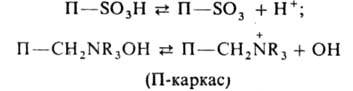 П—SO₃H ⇄ П—SO₃ + H⁺;
П—CH₂NR₃OH ⇄ П—CH₂N⁺R₃ + OH
(П-каркас)